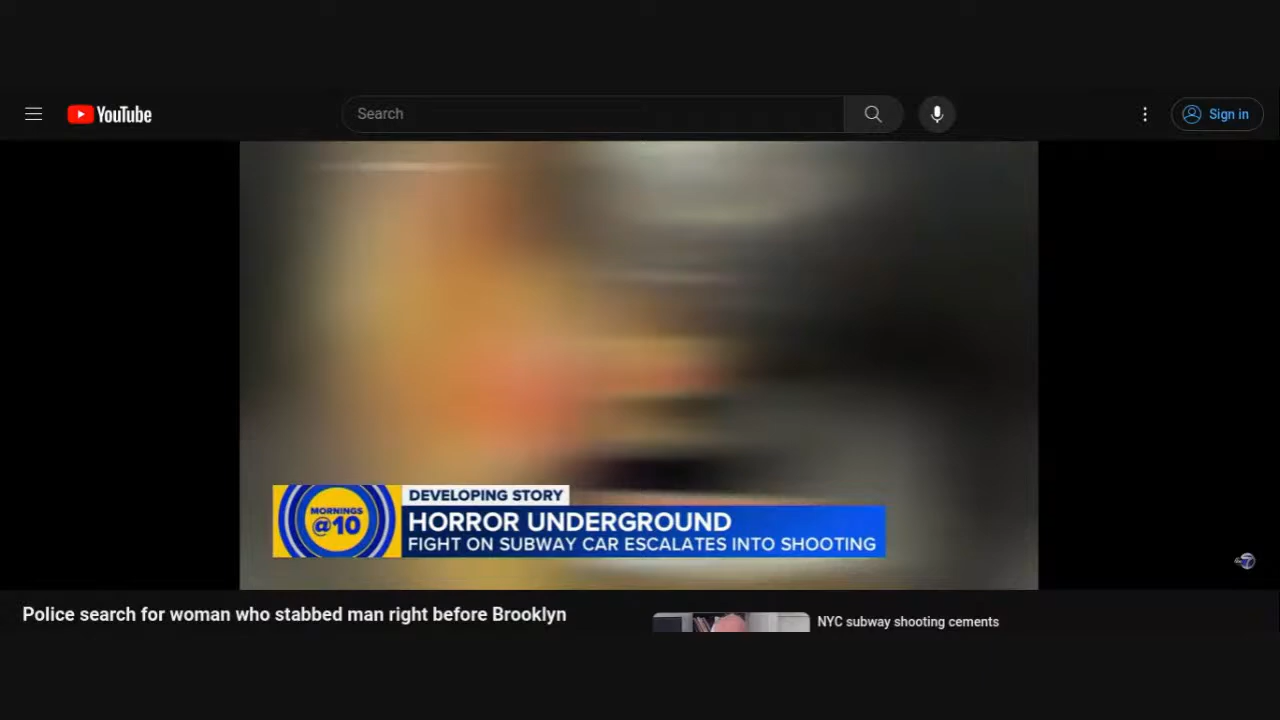 YouTube
Search
Sign in
DEVELOPING STORY
MORNINGS
@10
HORROR UNDERGROUND
FIGHT ON SUBWAY CAR ESCALATES INTO SHOOTING
7
Police search for woman who stabbed man right before Brooklyn
NYC subway shooting cements